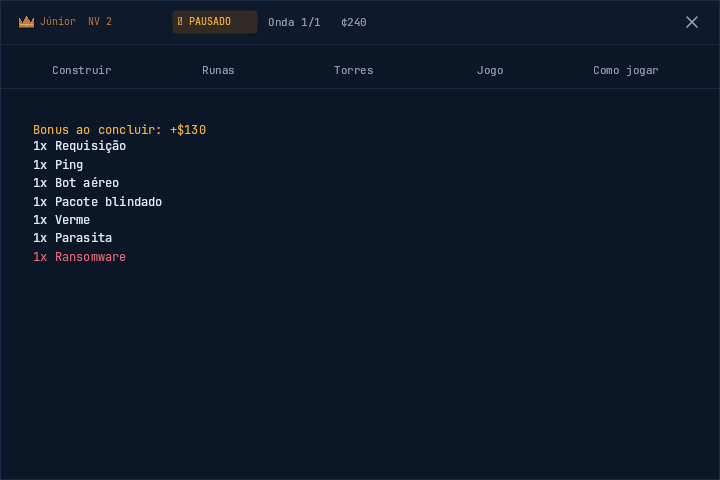 Júnior NV 2 PAUSADO Onda 1/1 ¢240
Construir Runas Torres Jogo Como jogar
Bonus ao concluir: +$130
1x Requisição
1x Ping
1x Bot aéreo
1x Pacote blindado
1x Verme
1x Parasita
1x Ransomware